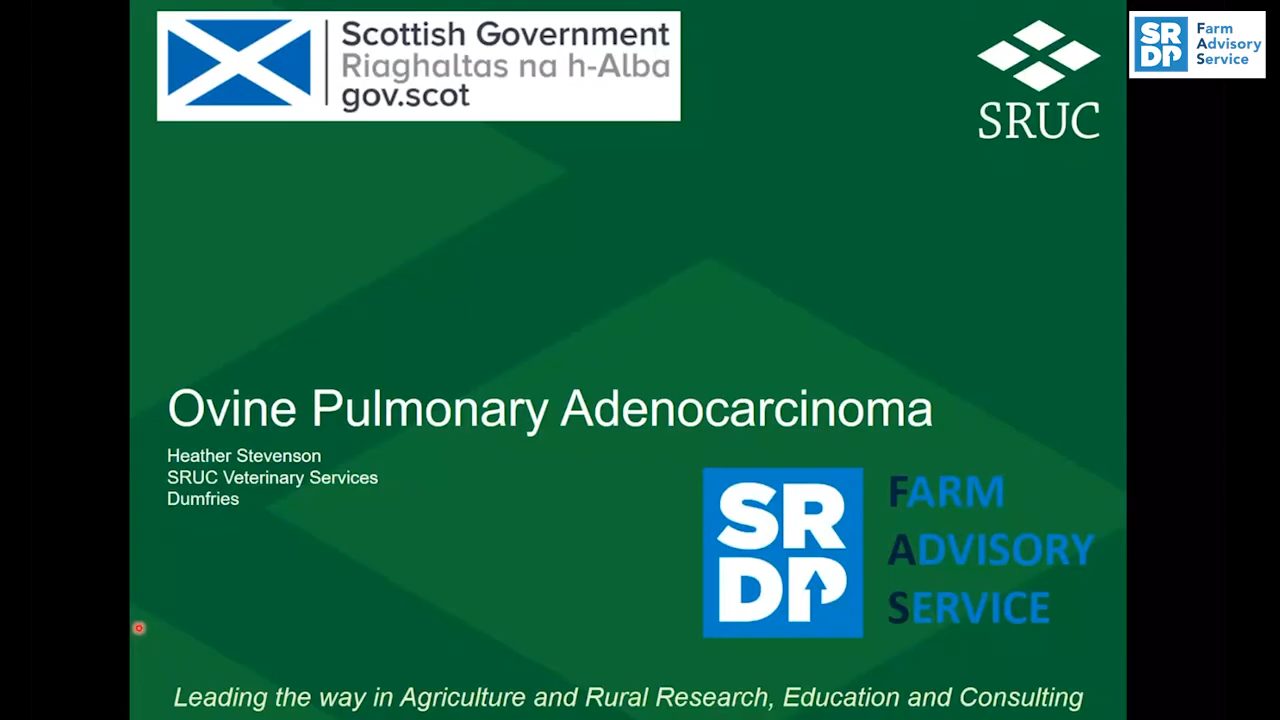 Scottish Government
Riaghaltas na h-Alba
gov.scot
SRUC
SR
DP
Farm
Advisory
Service
Ovine Pulmonary Adenocarcinoma
Heather Stevenson
SRUC Veterinary Services
Dumfries
SR
DP
FARM
ADVISORY
SERVICE
Leading the way in Agriculture and Rural Research, Education and Consulting